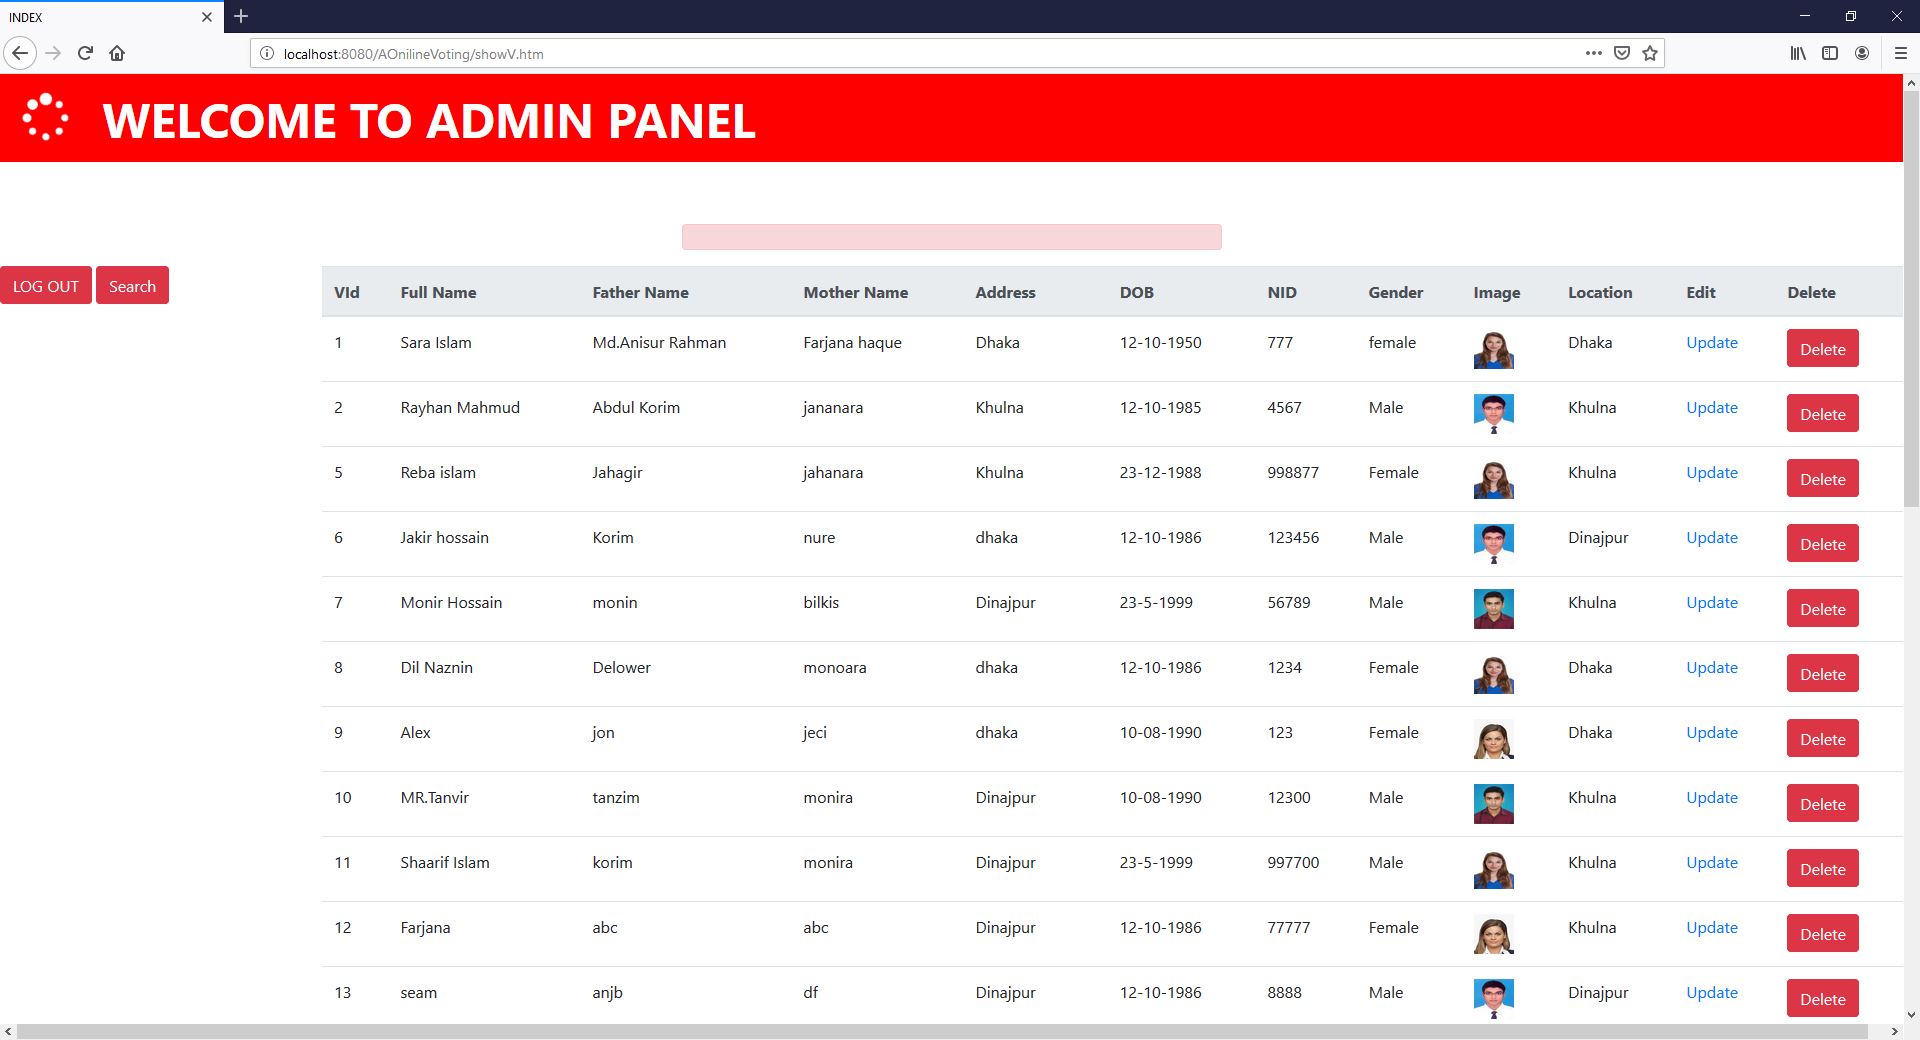 INDEX
localhost:8080/AOnilineVoting/showV.htm
WELCOME TO ADMIN PANEL
LOG OUT Search
VId Full Name Father Name Mother Name Address DOB NID Gender Image Location Edit Delete
1 Sara Islam Md.Anisur Rahman Farjana haque Dhaka 12-10-1950 777 female Dhaka Update Delete
2 Rayhan Mahmud Abdul Korim jananara Khulna 12-10-1985 4567 Male Khulna Update Delete
5 Reba islam Jahagir jahanara Khulna 23-12-1988 998877 Female Khulna Update Delete
6 Jakir hossain Korim nure dhaka 12-10-1986 123456 Male Dinajpur Update Delete
7 Monir Hossain monin bilkis Dinajpur 23-5-1999 56789 Male Khulna Update Delete
8 Dil Naznin Delower monoara dhaka 12-10-1986 1234 Female Dhaka Update Delete
9 Alex jon jeci dhaka 10-08-1990 123 Female Dhaka Update Delete
10 MR.Tanvir tanzim monira Dinajpur 10-08-1990 12300 Male Khulna Update Delete
11 Shaarif Islam korim monira Dinajpur 23-5-1999 997700 Male Khulna Update Delete
12 Farjana abc abc Dinajpur 12-10-1986 77777 Female Khulna Update Delete
13 seam anjb df Dinajpur 12-10-1986 8888 Male Dinajpur Update Delete